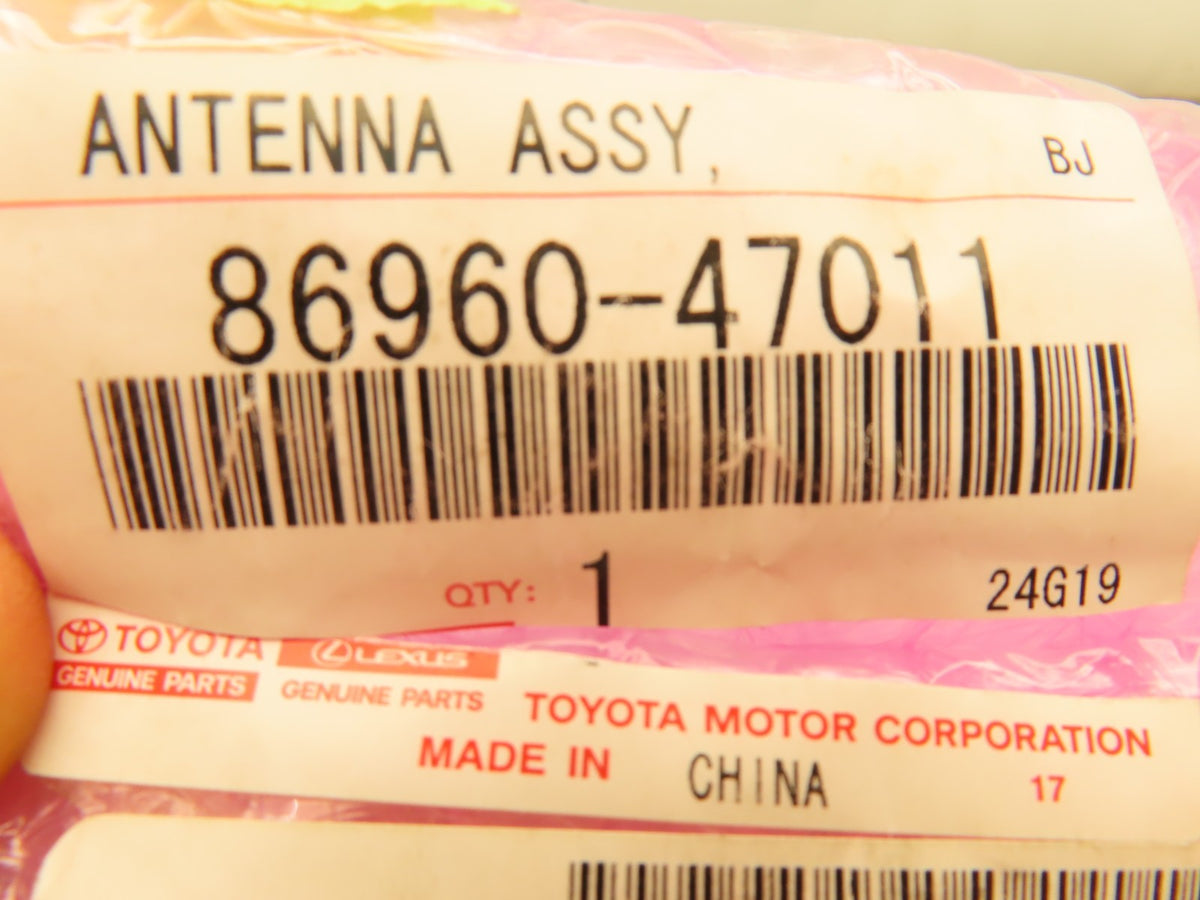 ANTENNA ASSY, BJ
86960-47011
QTY: 1 24G19
TOYOTA LEXUS
GENUINE PARTS GENUINE PARTS
TOYOTA MOTOR CORPORATION
MADE IN CHINA 17